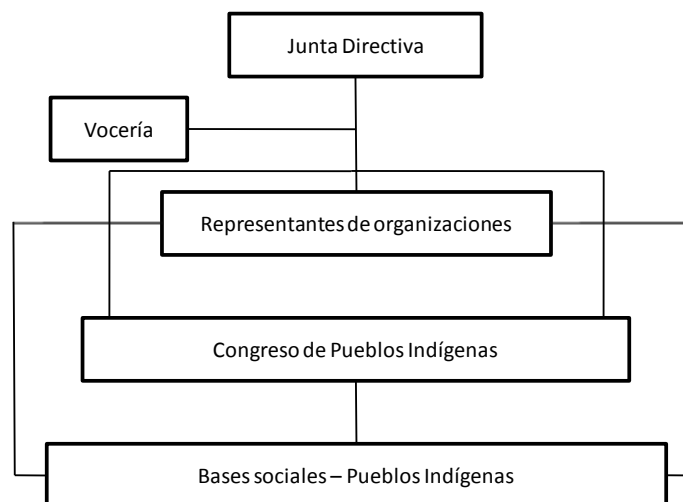 Junta Directiva
Vocería
Representantes de organizaciones
Congreso de Pueblos Indígenas
Bases sociales – Pueblos Indígenas